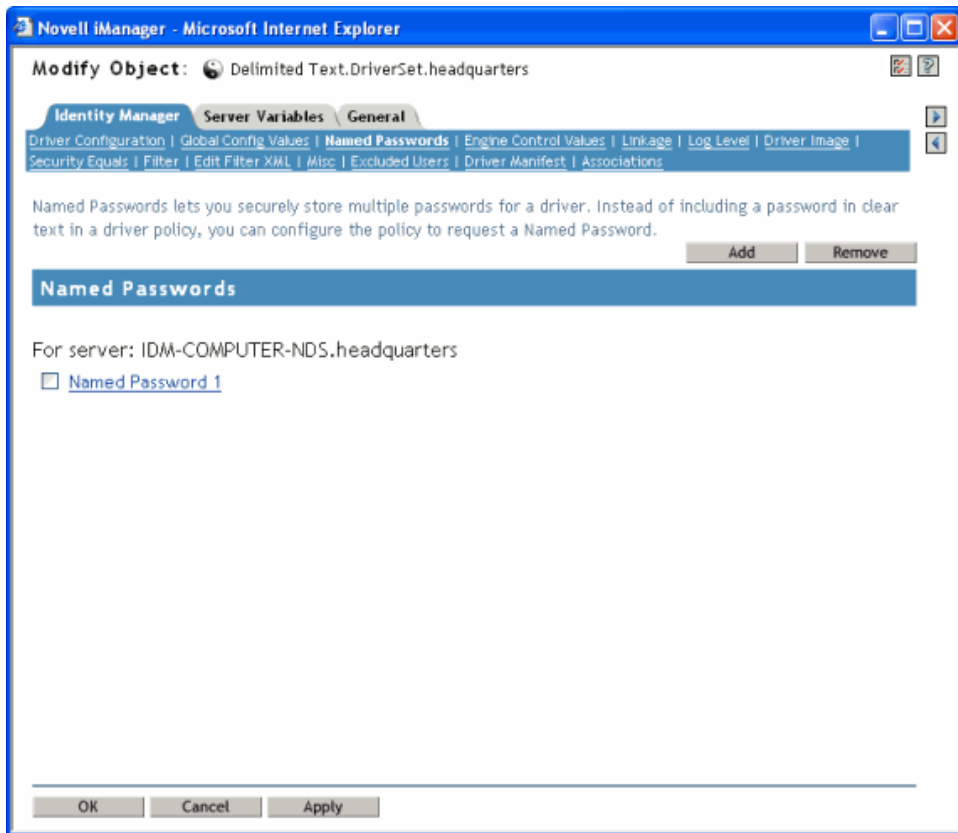 Novell iManager - Microsoft Internet Explorer
Modify Object: Delimited Text.DriverSet.headquarters
Identity Manager Server Variables General
Driver Configuration | Global Config Values | Named Passwords | Engine Control Values | Linkage | Log Level | Driver Image |
Security Equals | Filter | Edit Filter XML | Misc | Excluded Users | Driver Manifest | Associations
Named Passwords lets you securely store multiple passwords for a driver. Instead of including a password in clear
text in a driver policy, you can configure the policy to request a Named Password.
Add Remove
Named Passwords
For server: IDM-COMPUTER-NDS.headquarters
Named Password 1
OK Cancel Apply